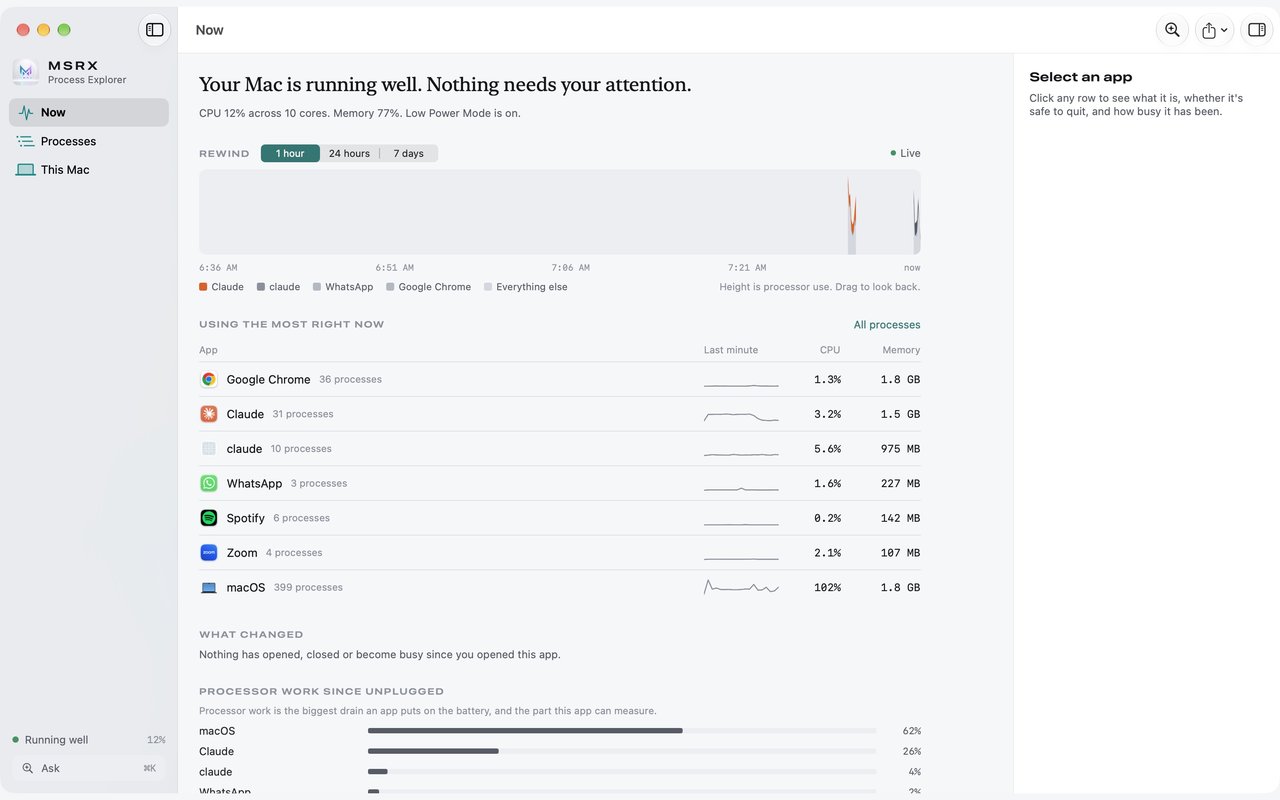 Now
MSRX
Process Explorer
Now
Processes
This Mac
Running well 12%
Ask ⌘K
Your Mac is running well. Nothing needs your attention.
CPU 12% across 10 cores. Memory 77%. Low Power Mode is on.
REWIND 1 hour 24 hours 7 days Live
6:36 AM 6:51 AM 7:06 AM 7:21 AM now
Claude claude WhatsApp Google Chrome Everything else Height is processor use. Drag to look back.
USING THE MOST RIGHT NOW All processes
App Last minute CPU Memory
Google Chrome 36 processes 1.3% 1.8 GB
Claude 31 processes 3.2% 1.5 GB
claude 10 processes 5.6% 975 MB
WhatsApp 3 processes 1.6% 227 MB
Spotify 6 processes 0.2% 142 MB
zoom Zoom 4 processes 2.1% 107 MB
macOS 399 processes 102% 1.8 GB
WHAT CHANGED
Nothing has opened, closed or become busy since you opened this app.
PROCESSOR WORK SINCE UNPLUGGED
Processor work is the biggest drain an app puts on the battery, and the part this app can measure.
macOS 62%
Claude 26%
claude 4%
WhatsApp 2%
Select an app
Click any row to see what it is, whether it's
safe to quit, and how busy it has been.